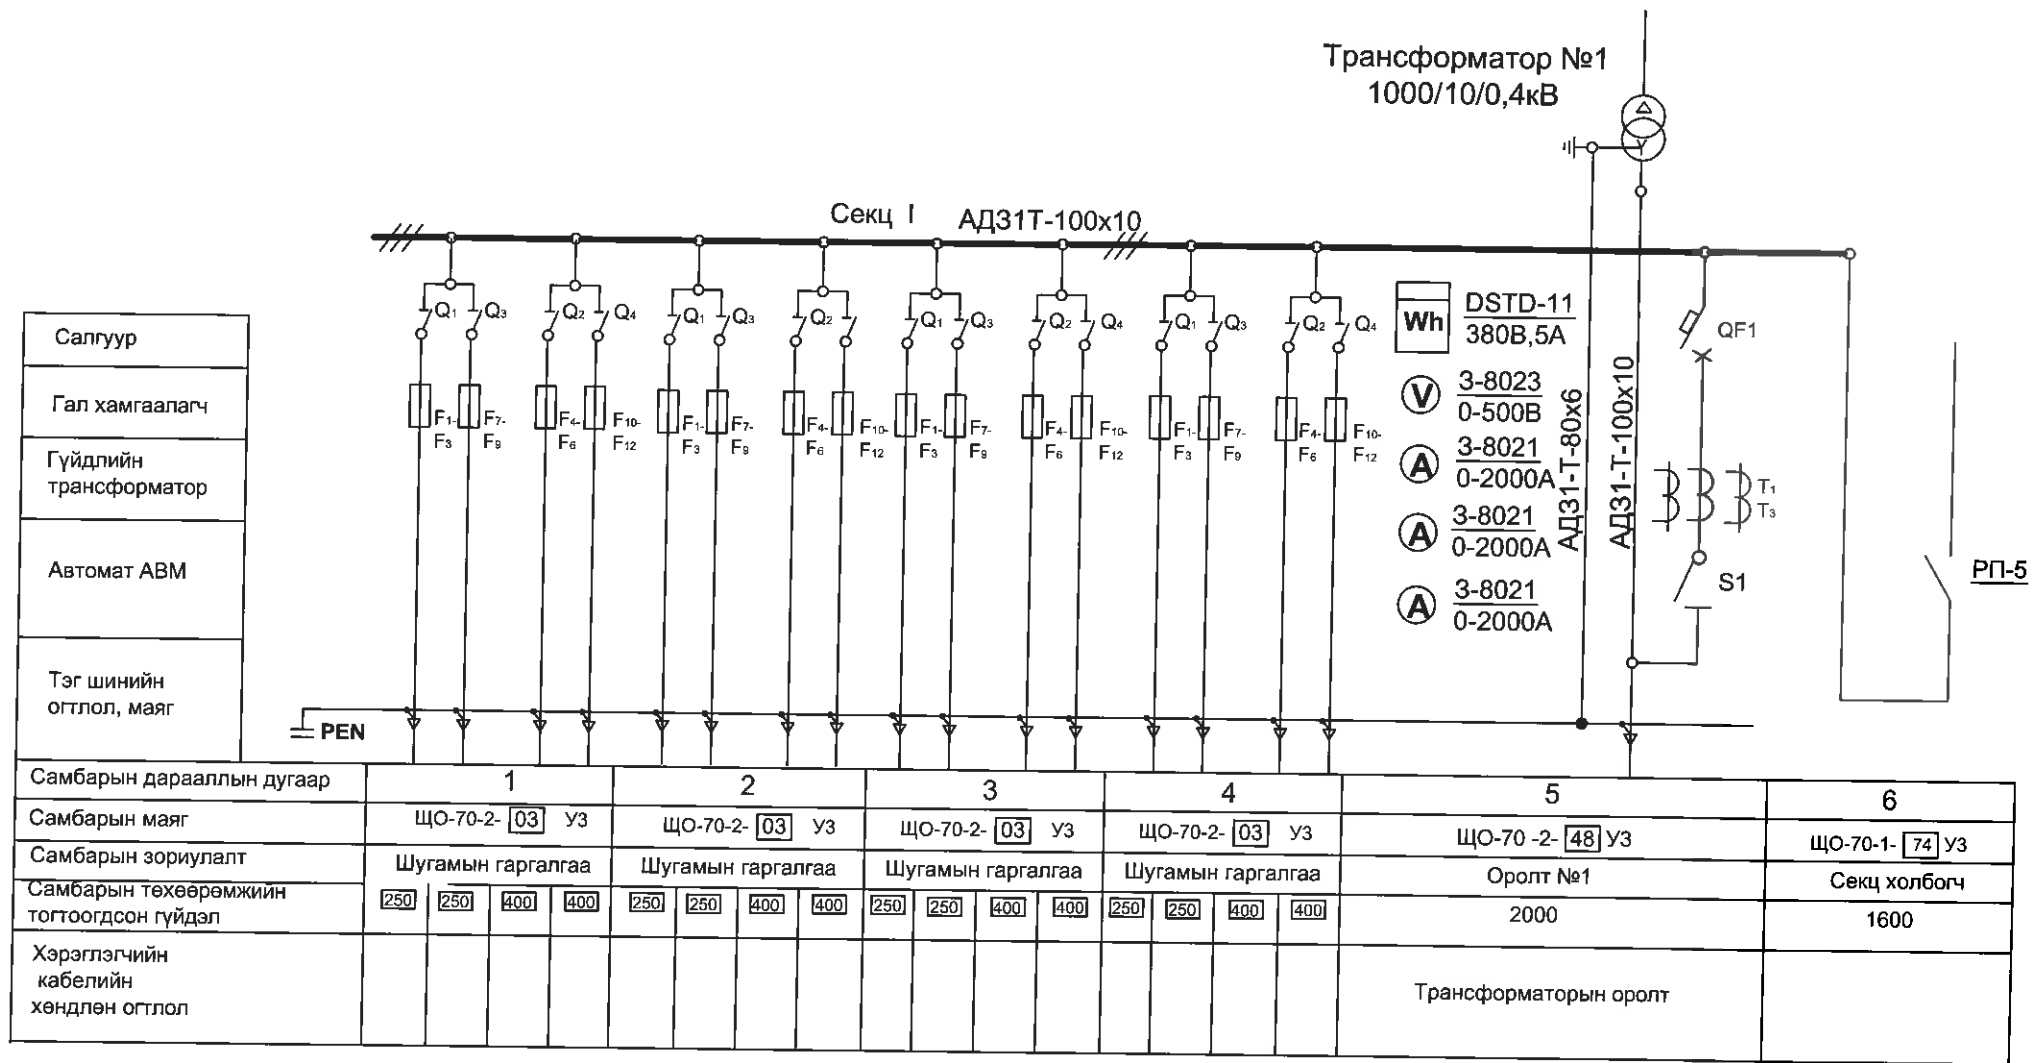 Трансформатор №1
1000/10/0,4кВ
Секц I АД31Т-100x10
Q1 Q3 Q2 Q4 Q1 Q3 Q2 Q1 Q3 Q2 Q4 Q1 Q3 Q2 Q4
F1-F3 F7-F9 F4-F6 F10-F12 F1-F3 F7-F9 F4-F6 F10-F12 F1-F3 F7-F9 F4-F6 F10-F12 F1-F3 F7-F9 F4-F6 F10-F12
Wh DSTD-11
380В,5А
V З-8023
0-500В
A З-8021
0-2000А
A З-8021
0-2000А
A З-8021
0-2000А
АД31-Т-80x6
АД31-Т-100x10
QF1
T1
T3
S1
РП-5
Салгуур
Гал хамгаалагч
Гүйдлийн
трансформатор
Автомат АВМ
Тэг шинийн
огтлол, маяг
PEN
Самбарын дарааллын дугаар 1 2 3 4 5 6
Самбарын маяг ЩО-70-2- 03 У3 ЩО-70-2- 03 У3 ЩО-70-2- 03 У3 ЩО-70-2- 03 У3 ЩО-70 -2- 48 У3 ЩО-70-1- 74 У3
Самбарын зориулалт Шугамын гаргалгаа Шугамын гаргалгаа Шугамын гаргалгаа Шугамын гаргалгаа Оролт №1 Секц холбогч
Самбарын төхөөрөмжийн
тогтоогдсон гүйдэл 250 250 400 400 250 250 400 400 250 250 400 400 250 250 400 400 2000 1600
Хэрэглэгчийн
кабелийн
хөндлөн огтлол
Трансформаторын оролт